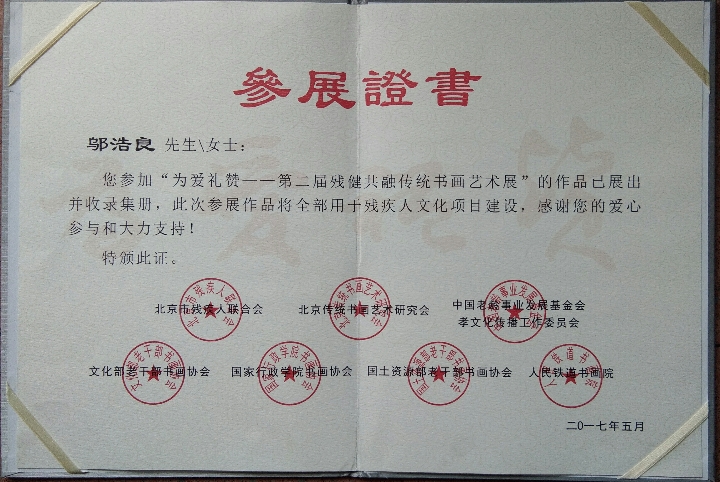 參展證書
邬浩良 先生\女士：
您参加“为爱礼赞——第二届残健共融传统书画艺术展”的作品已展出
并收录集册，此次参展作品将全部用于残疾人文化项目建设，感谢您的爱心
参与和大力支持！
特颁此证。
北京市残疾人联合会 北京传统书画艺术研究会 中国老龄事业发展基金会
孝文化传播工作委员会
文化部老干部书画协会 国家行政学院书画协会 国土资源部老干部书画协会 人民铁道书画院
二〇一七年五月